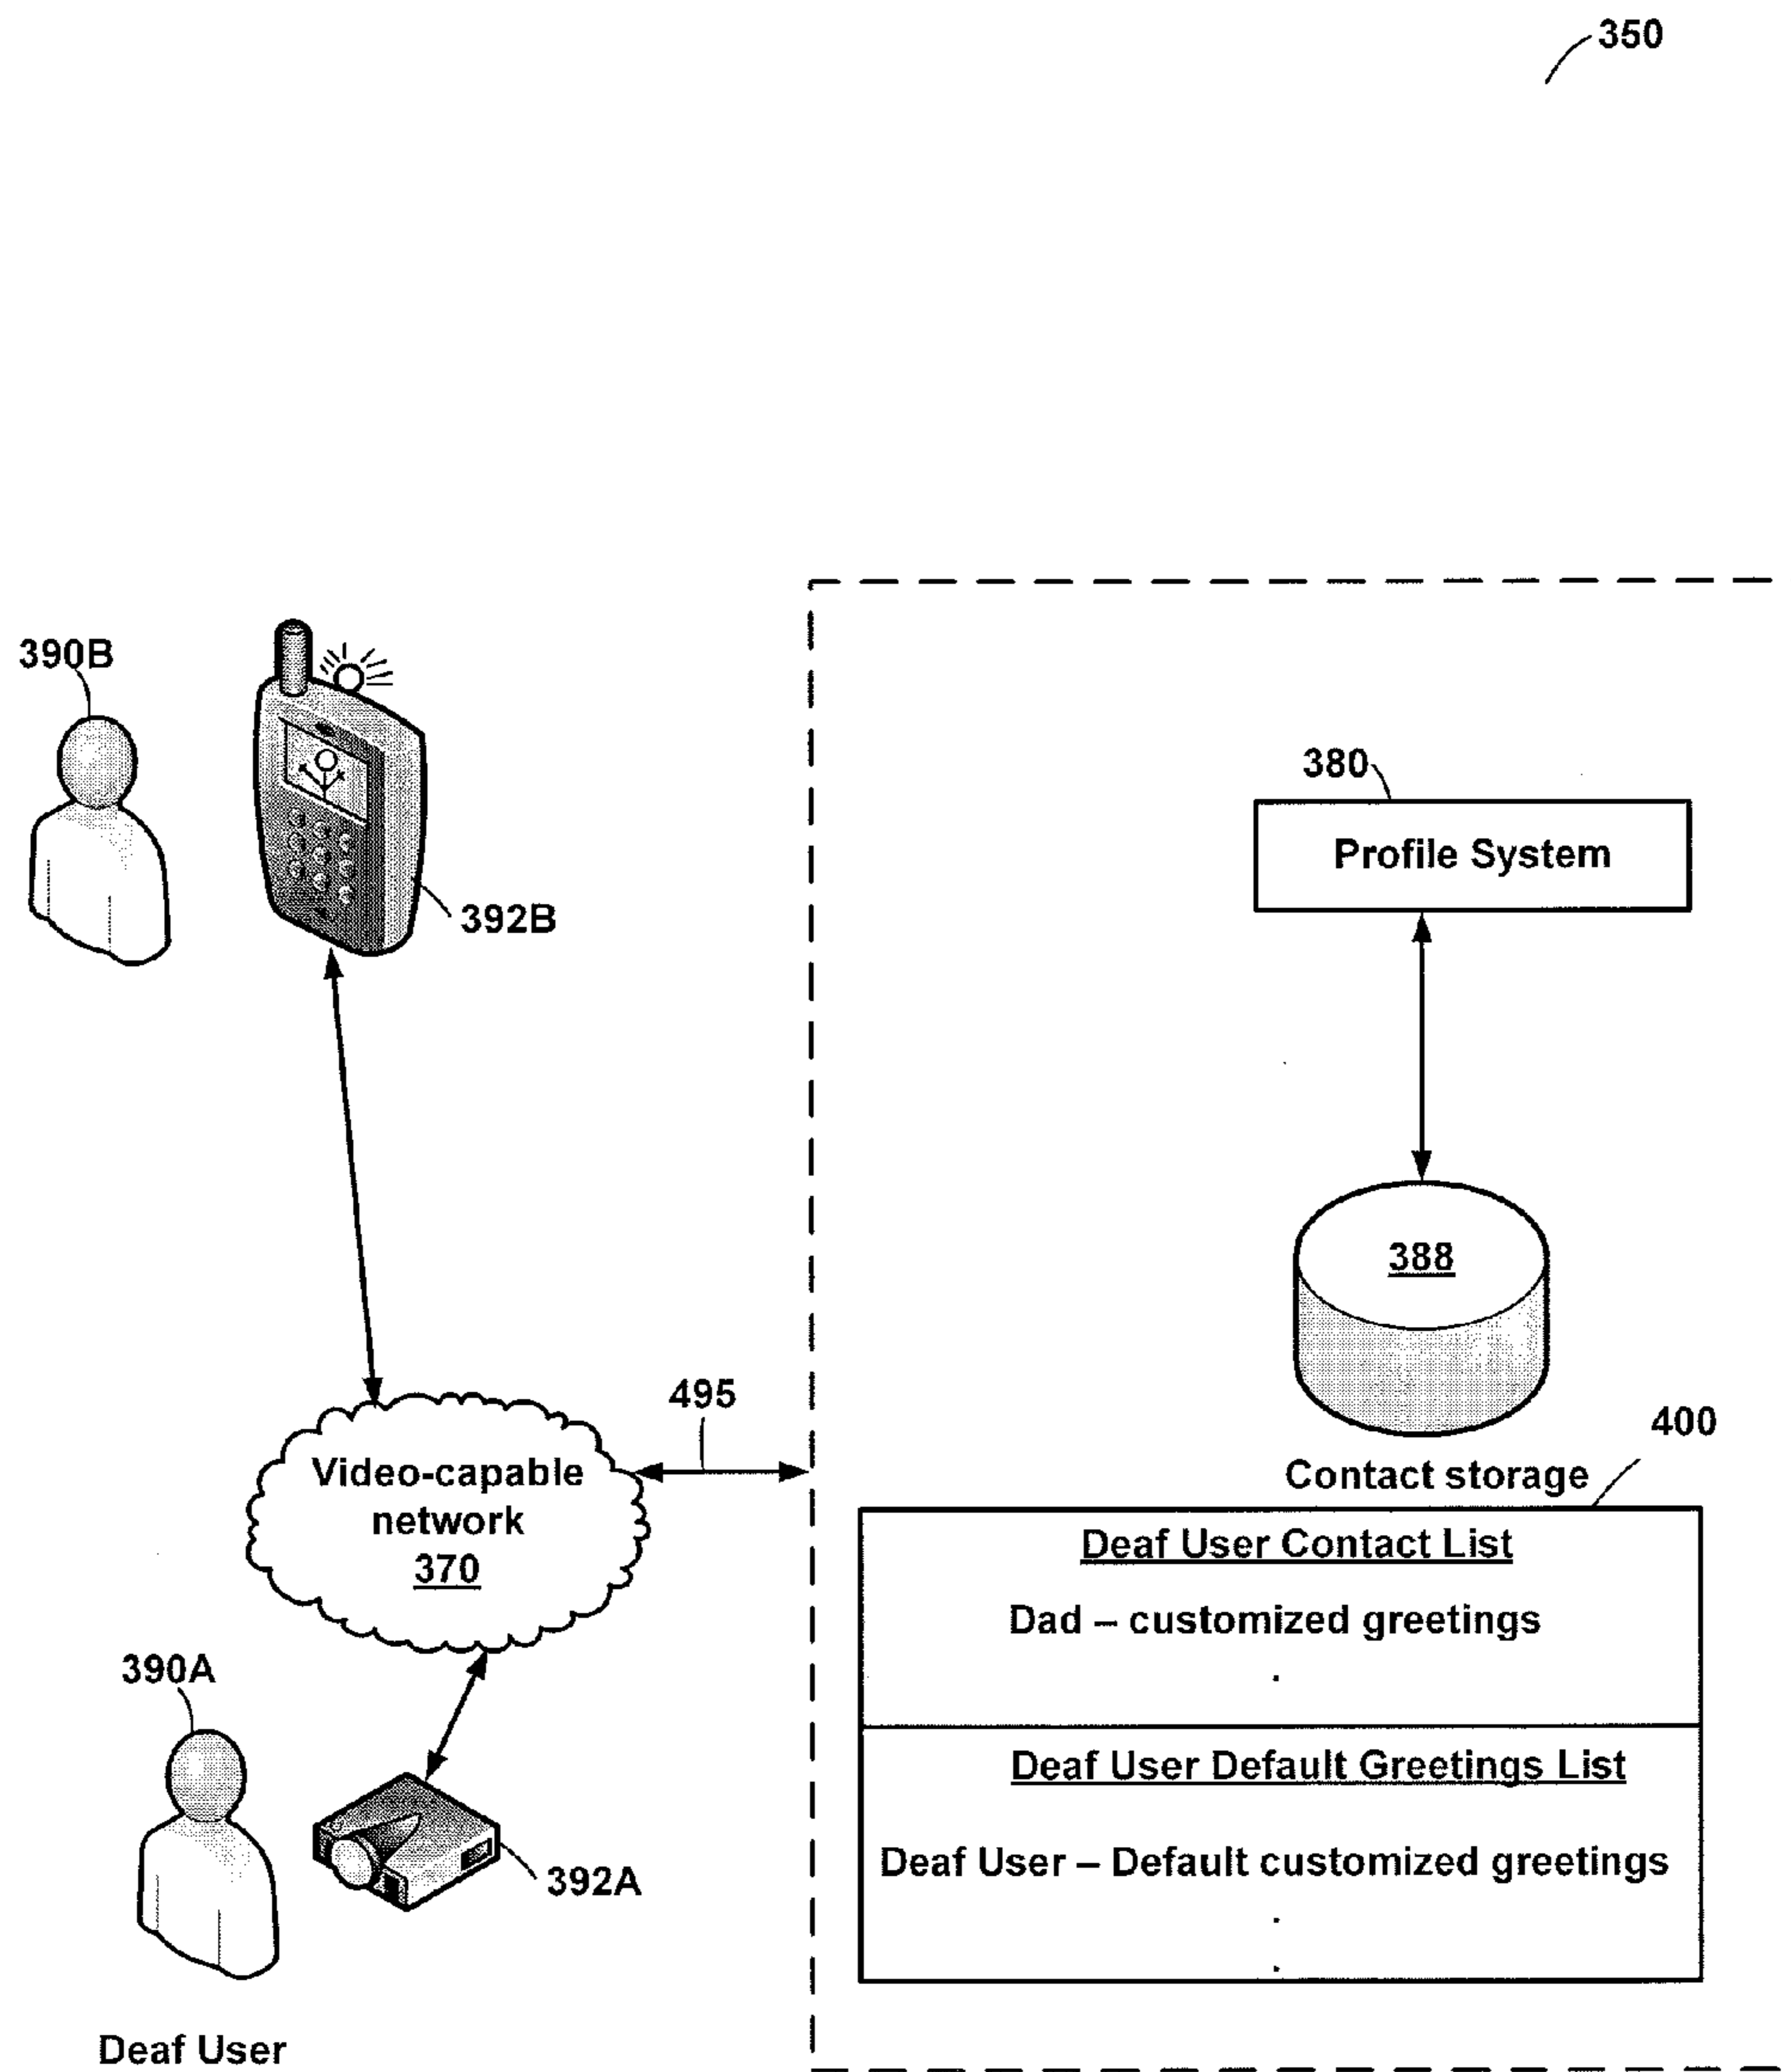 350
390B
392B
380
Profile System
388
Contact storage
400
495
Video-capable
network
370
Deaf User Contact List
Dad – customized greetings
.
Deaf User Default Greetings List
Deaf User – Default customized greetings
.
.
390A
392A
Deaf User